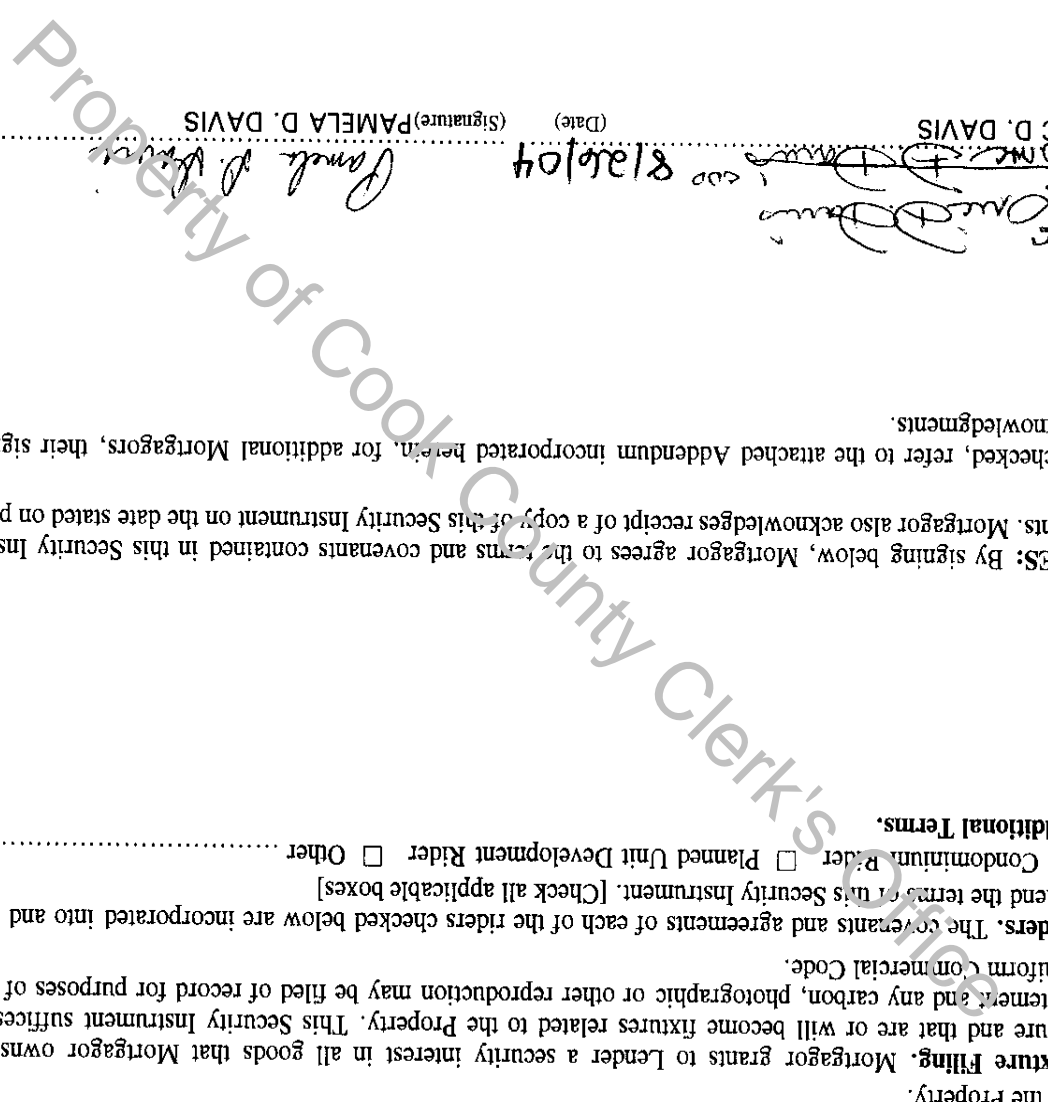 the Property.
xture Filing. Mortgagor grants to Lender a security interest in all goods that Mortgagor owns
ure and that are or will become fixtures related to the Property. This Security Instrument suffices
tement and any carbon, photographic or other reproduction may be filed of record for purposes of
niform Commercial Code.
ders. The covenants and agreements of each of the riders checked below are incorporated into and
end the terms of this Security Instrument. [Check all applicable boxes]
Condominium Rider ☐ Planned Unit Development Rider ☐ Other ..............................
dditional Terms.
ES: By signing below, Mortgagor agrees to the terms and covenants contained in this Security Ins
nts. Mortgagor also acknowledges receipt of a copy of this Security Instrument on the date stated on p
checked, refer to the attached Addendum incorporated herein, for additional Mortgagors, their sig
nowledgments.
D. Davis
D. Davis 8/26/04 Pamela D. Davis
C D. DAVIS (Date) (Signature) PAMELA D. DAVIS
Property of Cook County Clerk's Office